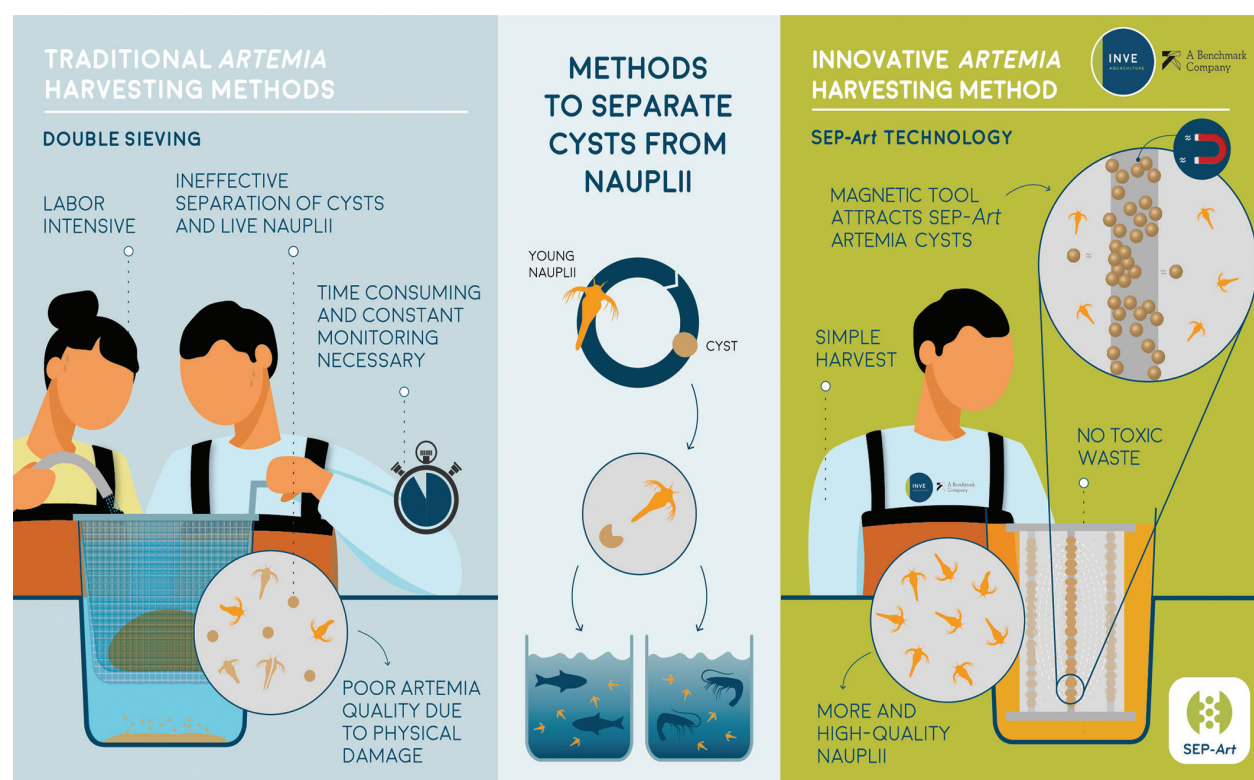 TRADITIONAL ARTEMIA
HARVESTING METHODS
DOUBLE SIEVING
LABOR
INTENSIVE
INEFFECTIVE
SEPARATION OF CYSTS
AND LIVE NAUPLII
TIME CONSUMING
AND CONSTANT
MONITORING
NECESSARY
POOR ARTEMIA
QUALITY DUE
TO PHYSICAL
DAMAGE
METHODS
TO SEPARATE
CYSTS FROM
NAUPLII
YOUNG
NAUPLII
CYST
INNOVATIVE ARTEMIA
HARVESTING METHOD
INVE
AQUACULTURE
A Benchmark
Company
SEP-Art TECHNOLOGY
MAGNETIC TOOL
ATTRACTS SEP-Art
ARTEMIA CYSTS
SIMPLE
HARVEST
NO TOXIC
WASTE
INVE
A Benchmark
Company
MORE AND
HIGH-QUALITY
NAUPLII
SEP-Art